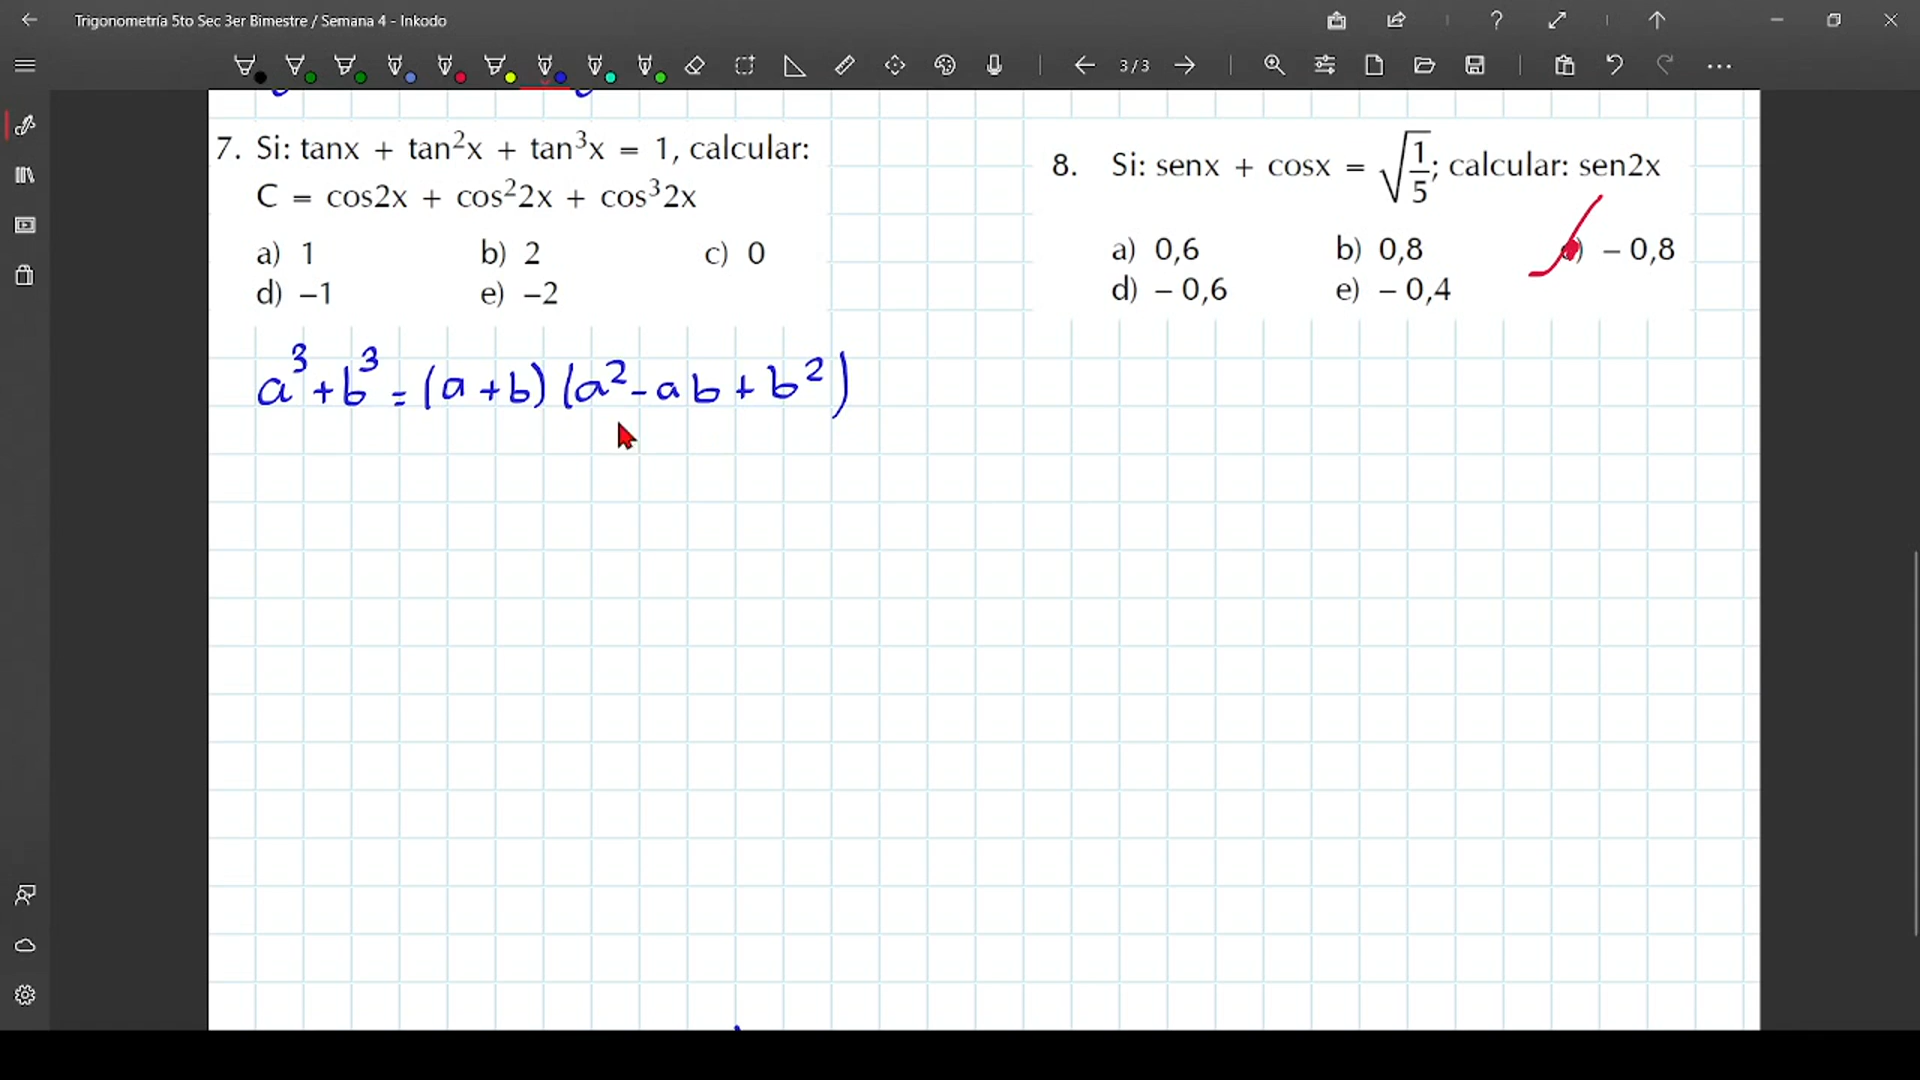 Trigonometría 5to Sec 3er Bimestre / Semana 4 - Inkodo
3 / 3
7. Si: tanx + tan²x + tan³x = 1, calcular:
C = cos2x + cos²2x + cos³2x
a) 1 b) 2 c) 0
d) –1 e) –2
a³ + b³ = (a + b) (a² - ab + b²)
8. Si: senx + cosx = √(1/5); calcular: sen2x
a) 0,6 b) 0,8 c) – 0,8
d) – 0,6 e) – 0,4